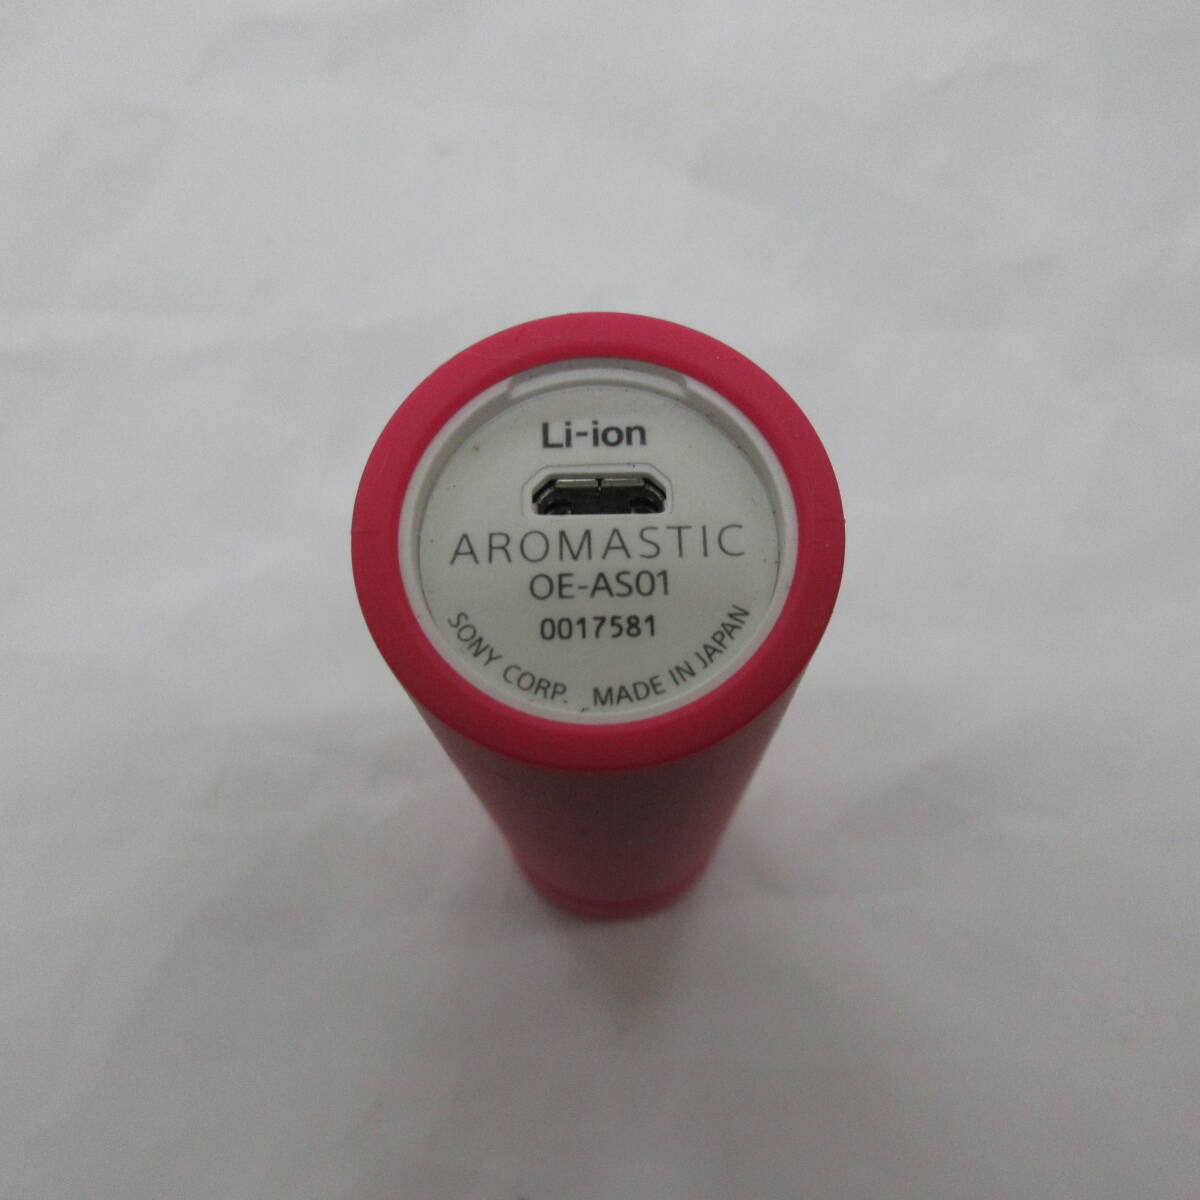 Li-ion
AROMASTIC
OE-AS01
0017581
SONY CORP. MADE IN JAPAN